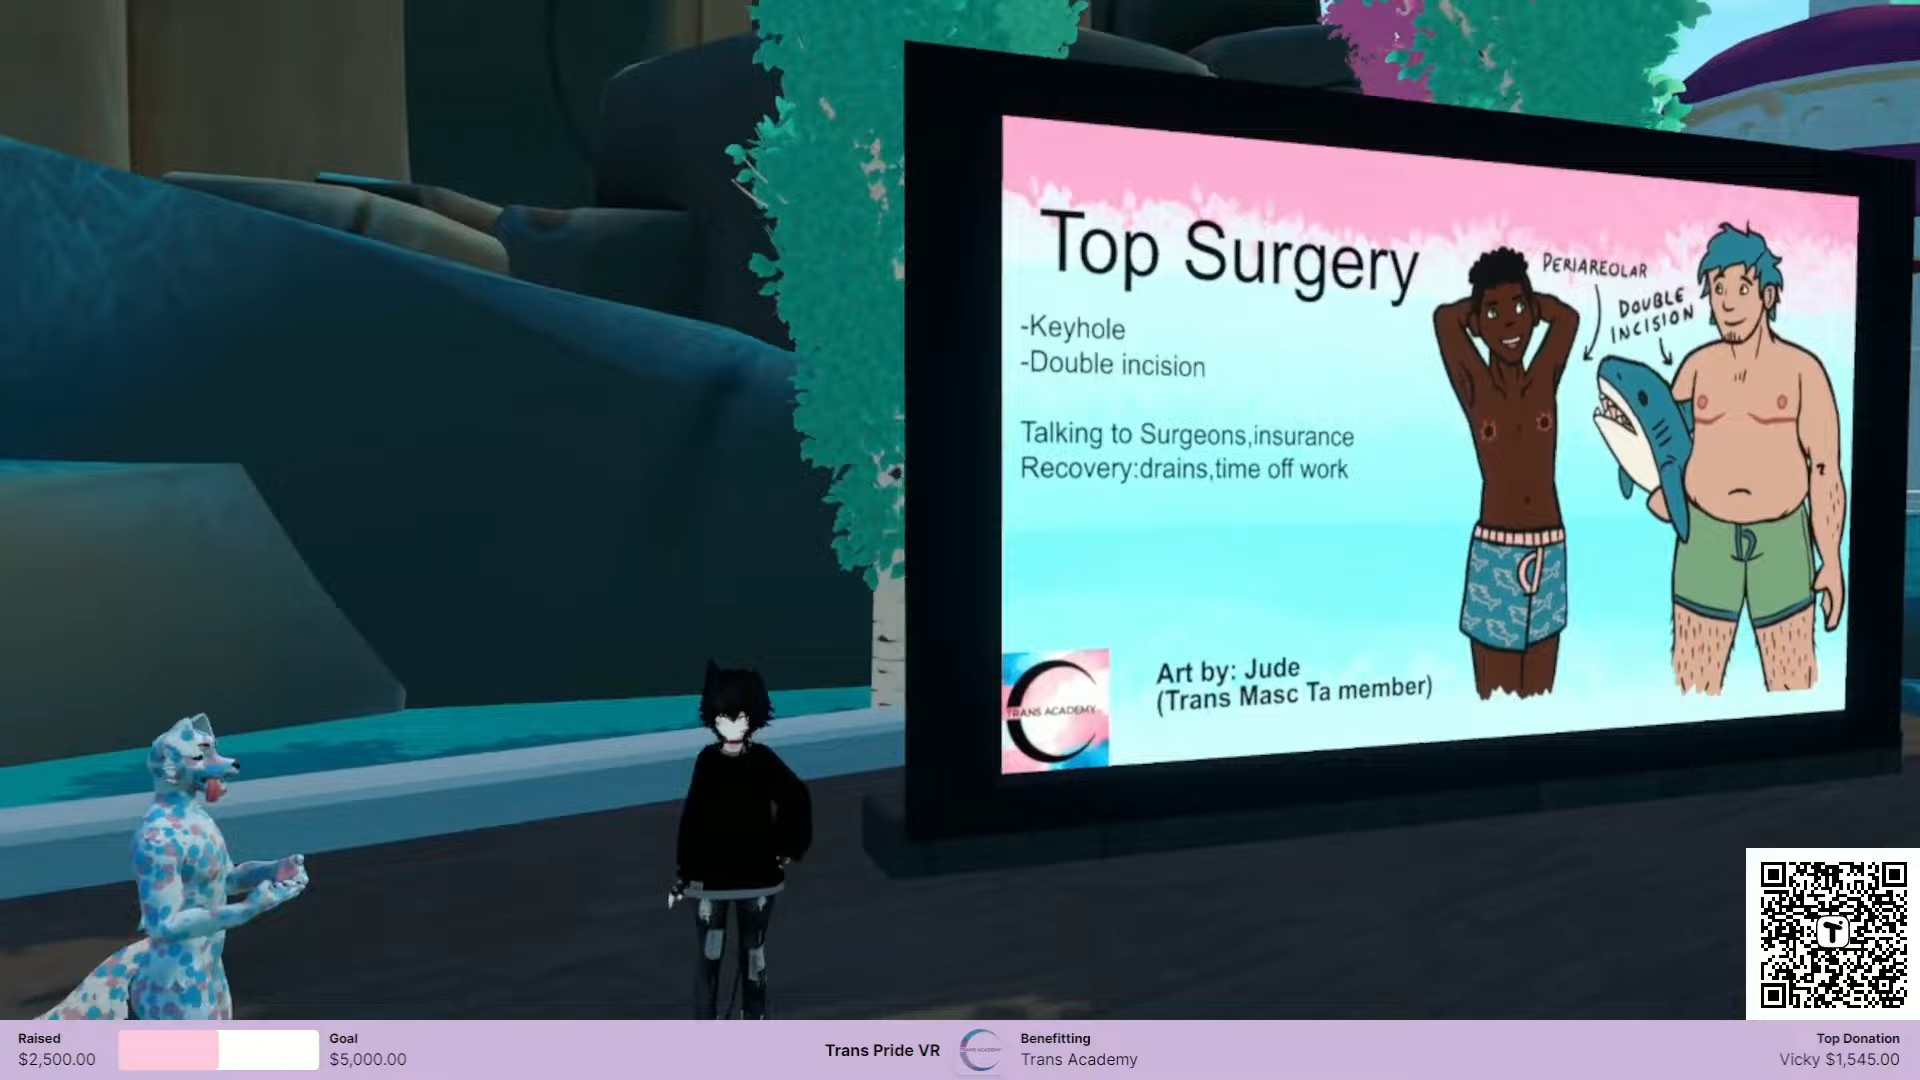 Top Surgery
PERIAREOLAR
DOUBLE
INCISION
-Keyhole
-Double incision
Talking to Surgeons,insurance
Recovery:drains,time off work
Art by: Jude
(Trans Masc Ta member)
TRANS ACADEMY
T
Raised
$2,500.00
Goal
$5,000.00
Trans Pride VR
TRANS ACADEMY
Benefitting
Trans Academy
Top Donation
Vicky $1,545.00